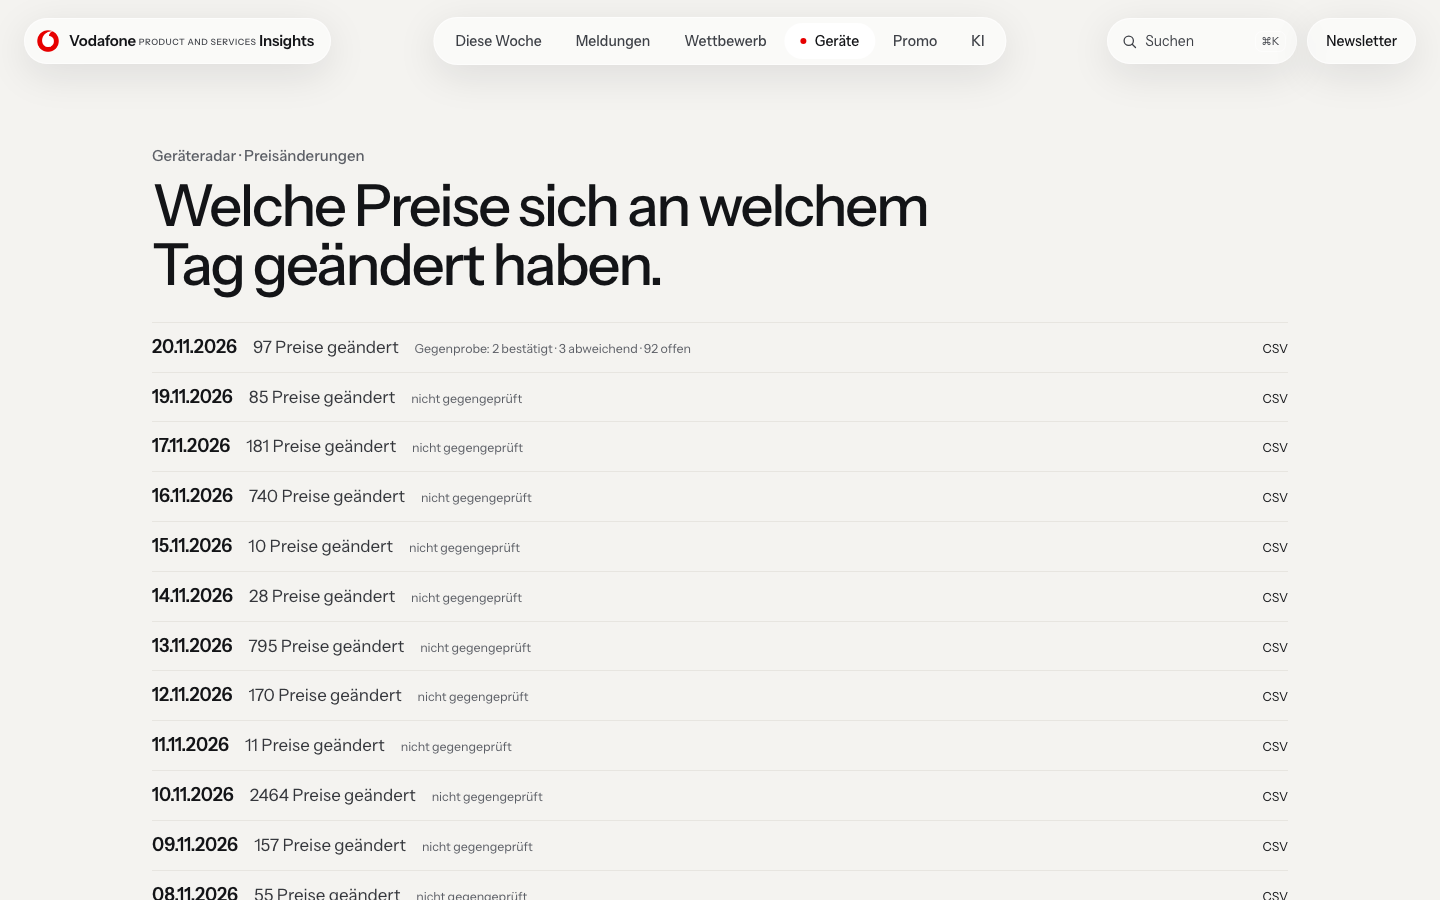 Vodafone PRODUCT AND SERVICES Insights
Diese Woche Meldungen Wettbewerb Geräte Promo KI
Suchen ⌘K Newsletter
Geräteradar · Preisänderungen
Welche Preise sich an welchem
Tag geändert haben.
20.11.2026 97 Preise geändert Gegenprobe: 2 bestätigt · 3 abweichend · 92 offen CSV
19.11.2026 85 Preise geändert nicht gegengeprüft CSV
17.11.2026 181 Preise geändert nicht gegengeprüft CSV
16.11.2026 740 Preise geändert nicht gegengeprüft CSV
15.11.2026 10 Preise geändert nicht gegengeprüft CSV
14.11.2026 28 Preise geändert nicht gegengeprüft CSV
13.11.2026 795 Preise geändert nicht gegengeprüft CSV
12.11.2026 170 Preise geändert nicht gegengeprüft CSV
11.11.2026 11 Preise geändert nicht gegengeprüft CSV
10.11.2026 2464 Preise geändert nicht gegengeprüft CSV
09.11.2026 157 Preise geändert nicht gegengeprüft CSV
08.11.2026 55 Preise geändert nicht gegengeprüft CSV